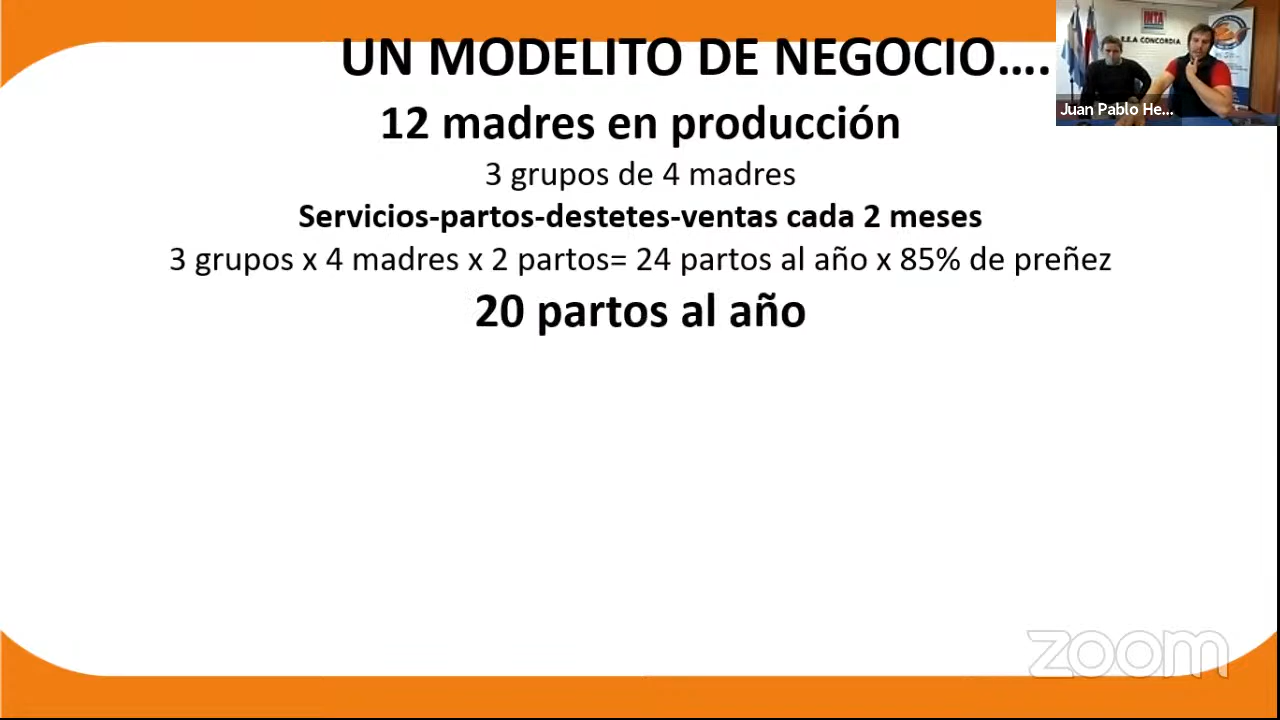 UN MODELITO DE NEGOCIO....
12 madres en producción
3 grupos de 4 madres
Servicios-partos-destetes-ventas cada 2 meses
3 grupos x 4 madres x 2 partos= 24 partos al año x 85% de preñez
20 partos al año
INTA
E.E.A CONCORDIA
Juan Pablo He...
zoom